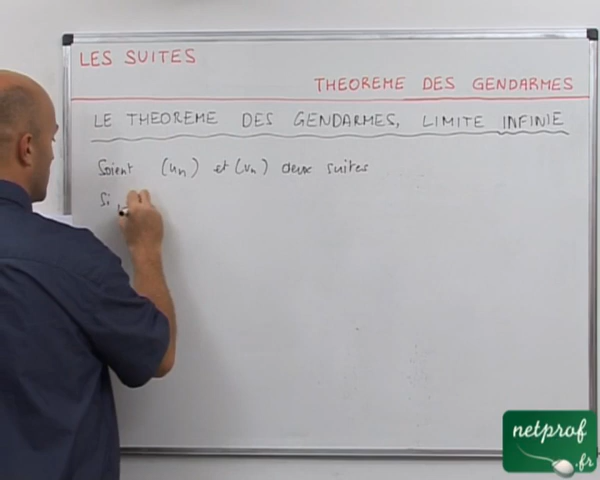 LES SUITES
THEOREME DES GENDARMES
LE THEOREME DES GENDARMES, LIMITE INFINIE
Soient (un) et (vn) deux suites
Si
netprof
.fr